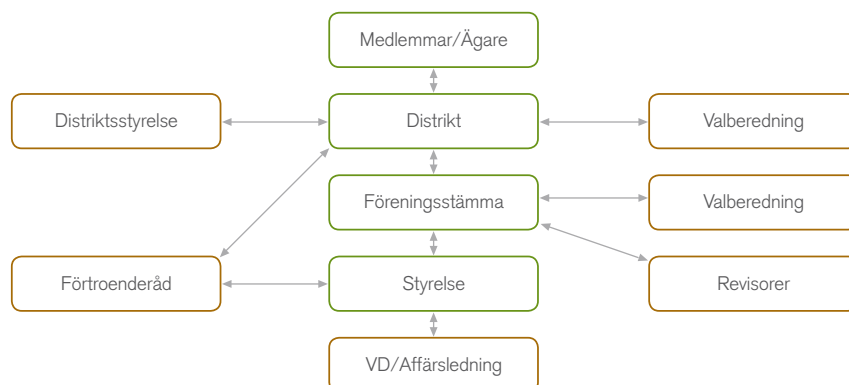 Medlemmar/Ägare
Distriktsstyrelse
Distrikt
Valberedning
Föreningsstämma
Valberedning
Förtroenderåd
Styrelse
Revisorer
VD/Affärsledning